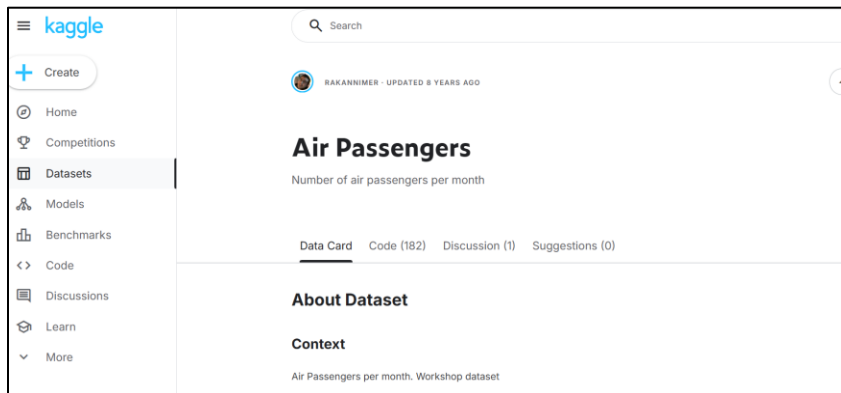 kaggle
Create
Home
Competitions
Datasets
Models
Benchmarks
Code
Discussions
Learn
More
Search
RAKANNIMER · UPDATED 8 YEARS AGO
Air Passengers
Number of air passengers per month
Data Card Code (182) Discussion (1) Suggestions (0)
About Dataset
Context
Air Passengers per month. Workshop dataset